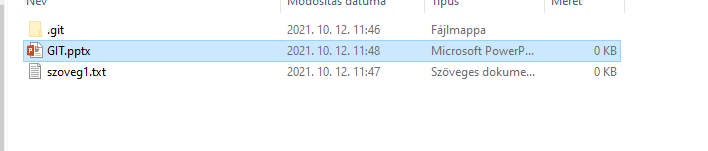 Név Módosítás dátuma Típus Méret
.git 2021. 10. 12. 11:46 Fájlmappa
GIT.pptx 2021. 10. 12. 11:48 Microsoft PowerP... 0 KB
szoveg1.txt 2021. 10. 12. 11:47 Szöveges dokume... 0 KB